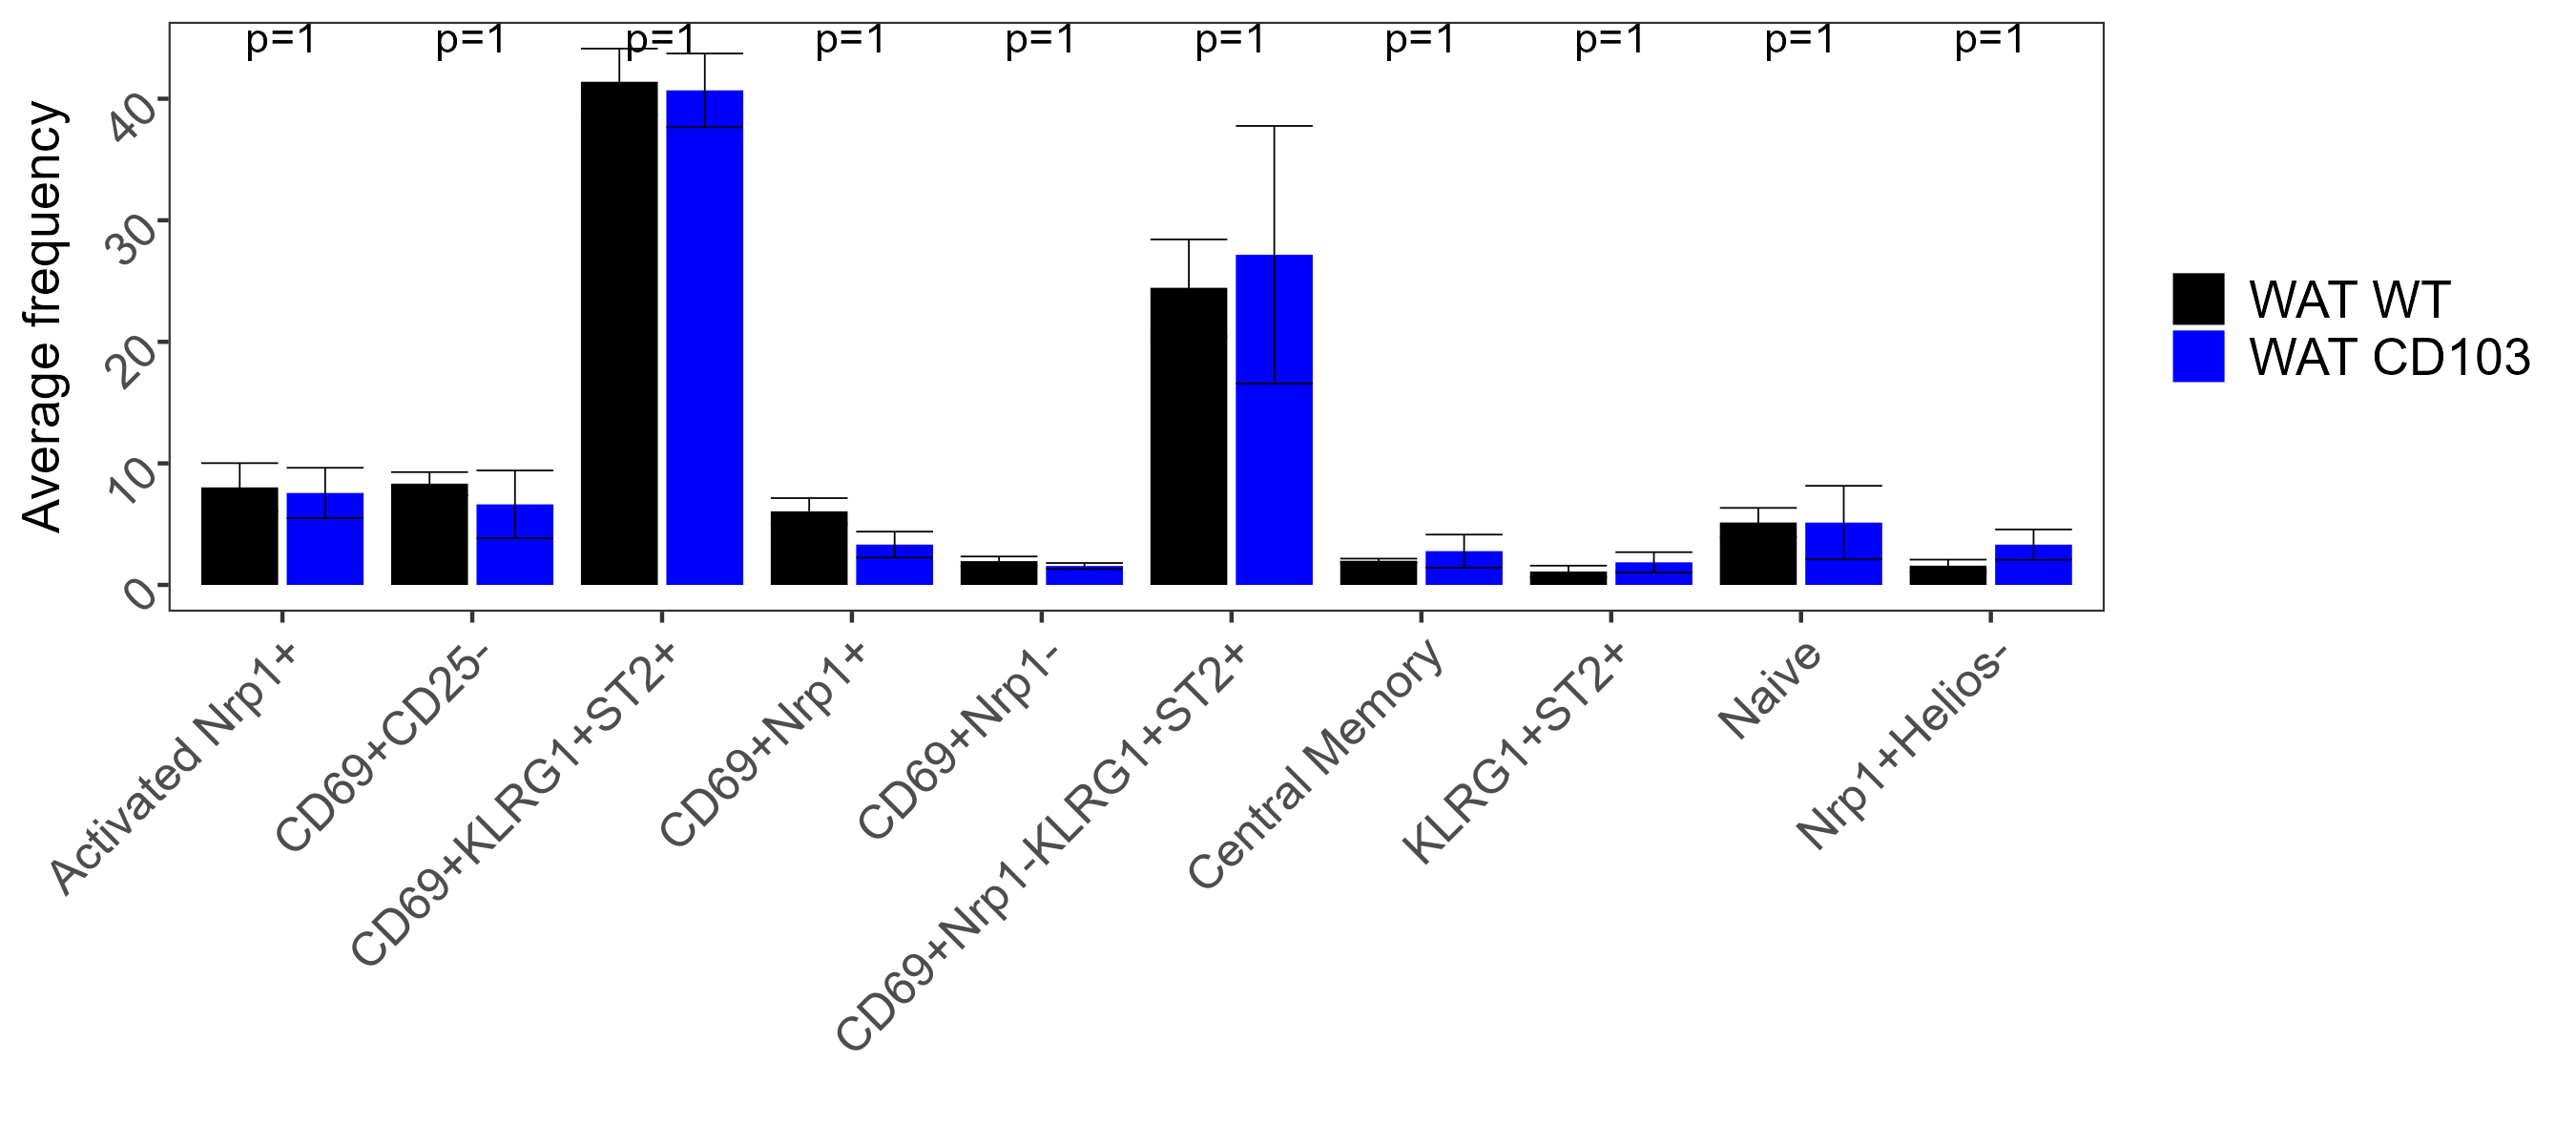 p=1 p=1 p=1 p=1 p=1 p=1 p=1 p=1 p=1 p=1
Average frequency
40
30
20
10
0
Activated Nrp1+
CD69+CD25-
CD69+KLRG1+ST2+
CD69+Nrp1+
CD69+Nrp1-
CD69+Nrp1-KLRG1+ST2+
Central Memory
KLRG1+ST2+
Naive
Nrp1+Helios-
WAT WT
WAT CD103